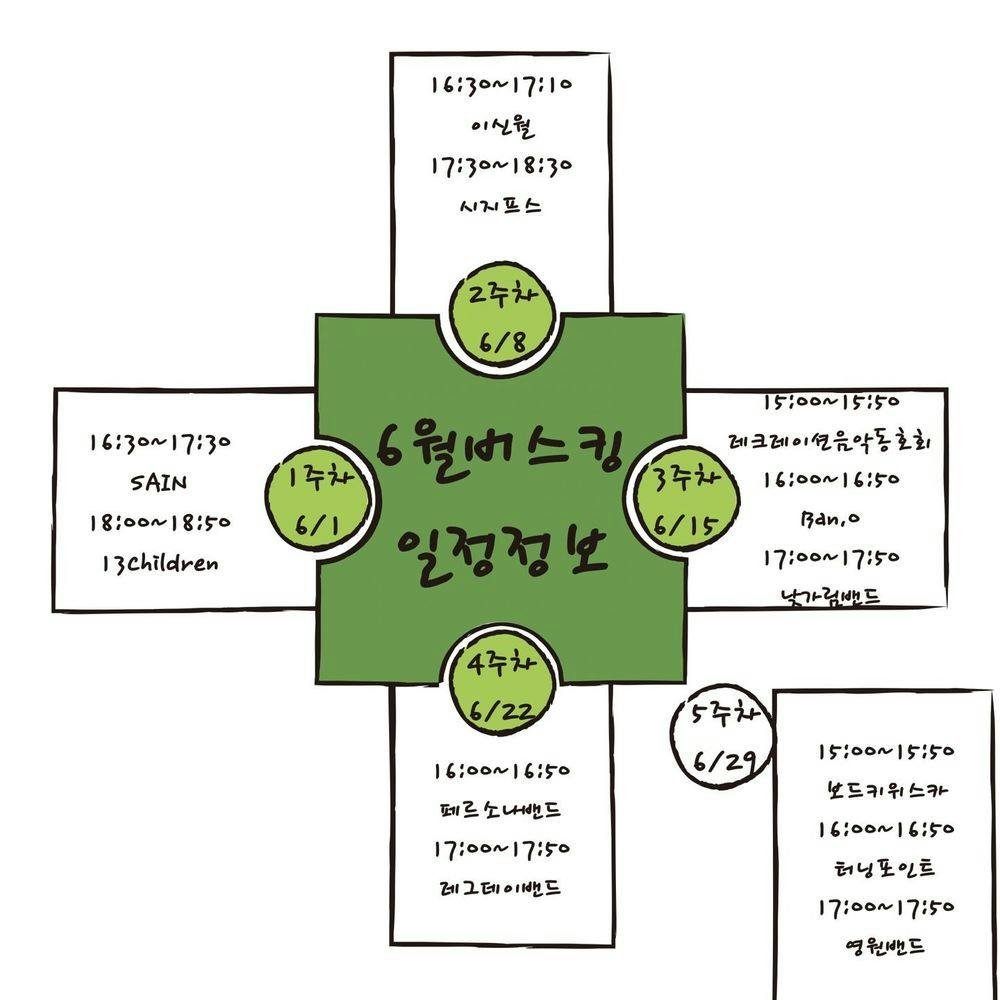 6월버스킹
일정정보
1주차
6/1
16:30~17:30
SAIN
18:00~18:50
13children
2주차
6/8
16:30~17:10
이신월
17:30~18:30
시지프스
3주차
6/15
15:00~15:50
레크레이션음악동호회
16:00~16:50
Ban.o
17:00~17:50
낯가림밴드
4주차
6/22
16:00~16:50
페르소나밴드
17:00~17:50
레그데이밴드
5주차
6/29
15:00~15:50
보드키위스카
16:00~16:50
터닝포인트
17:00~17:50
영원밴드